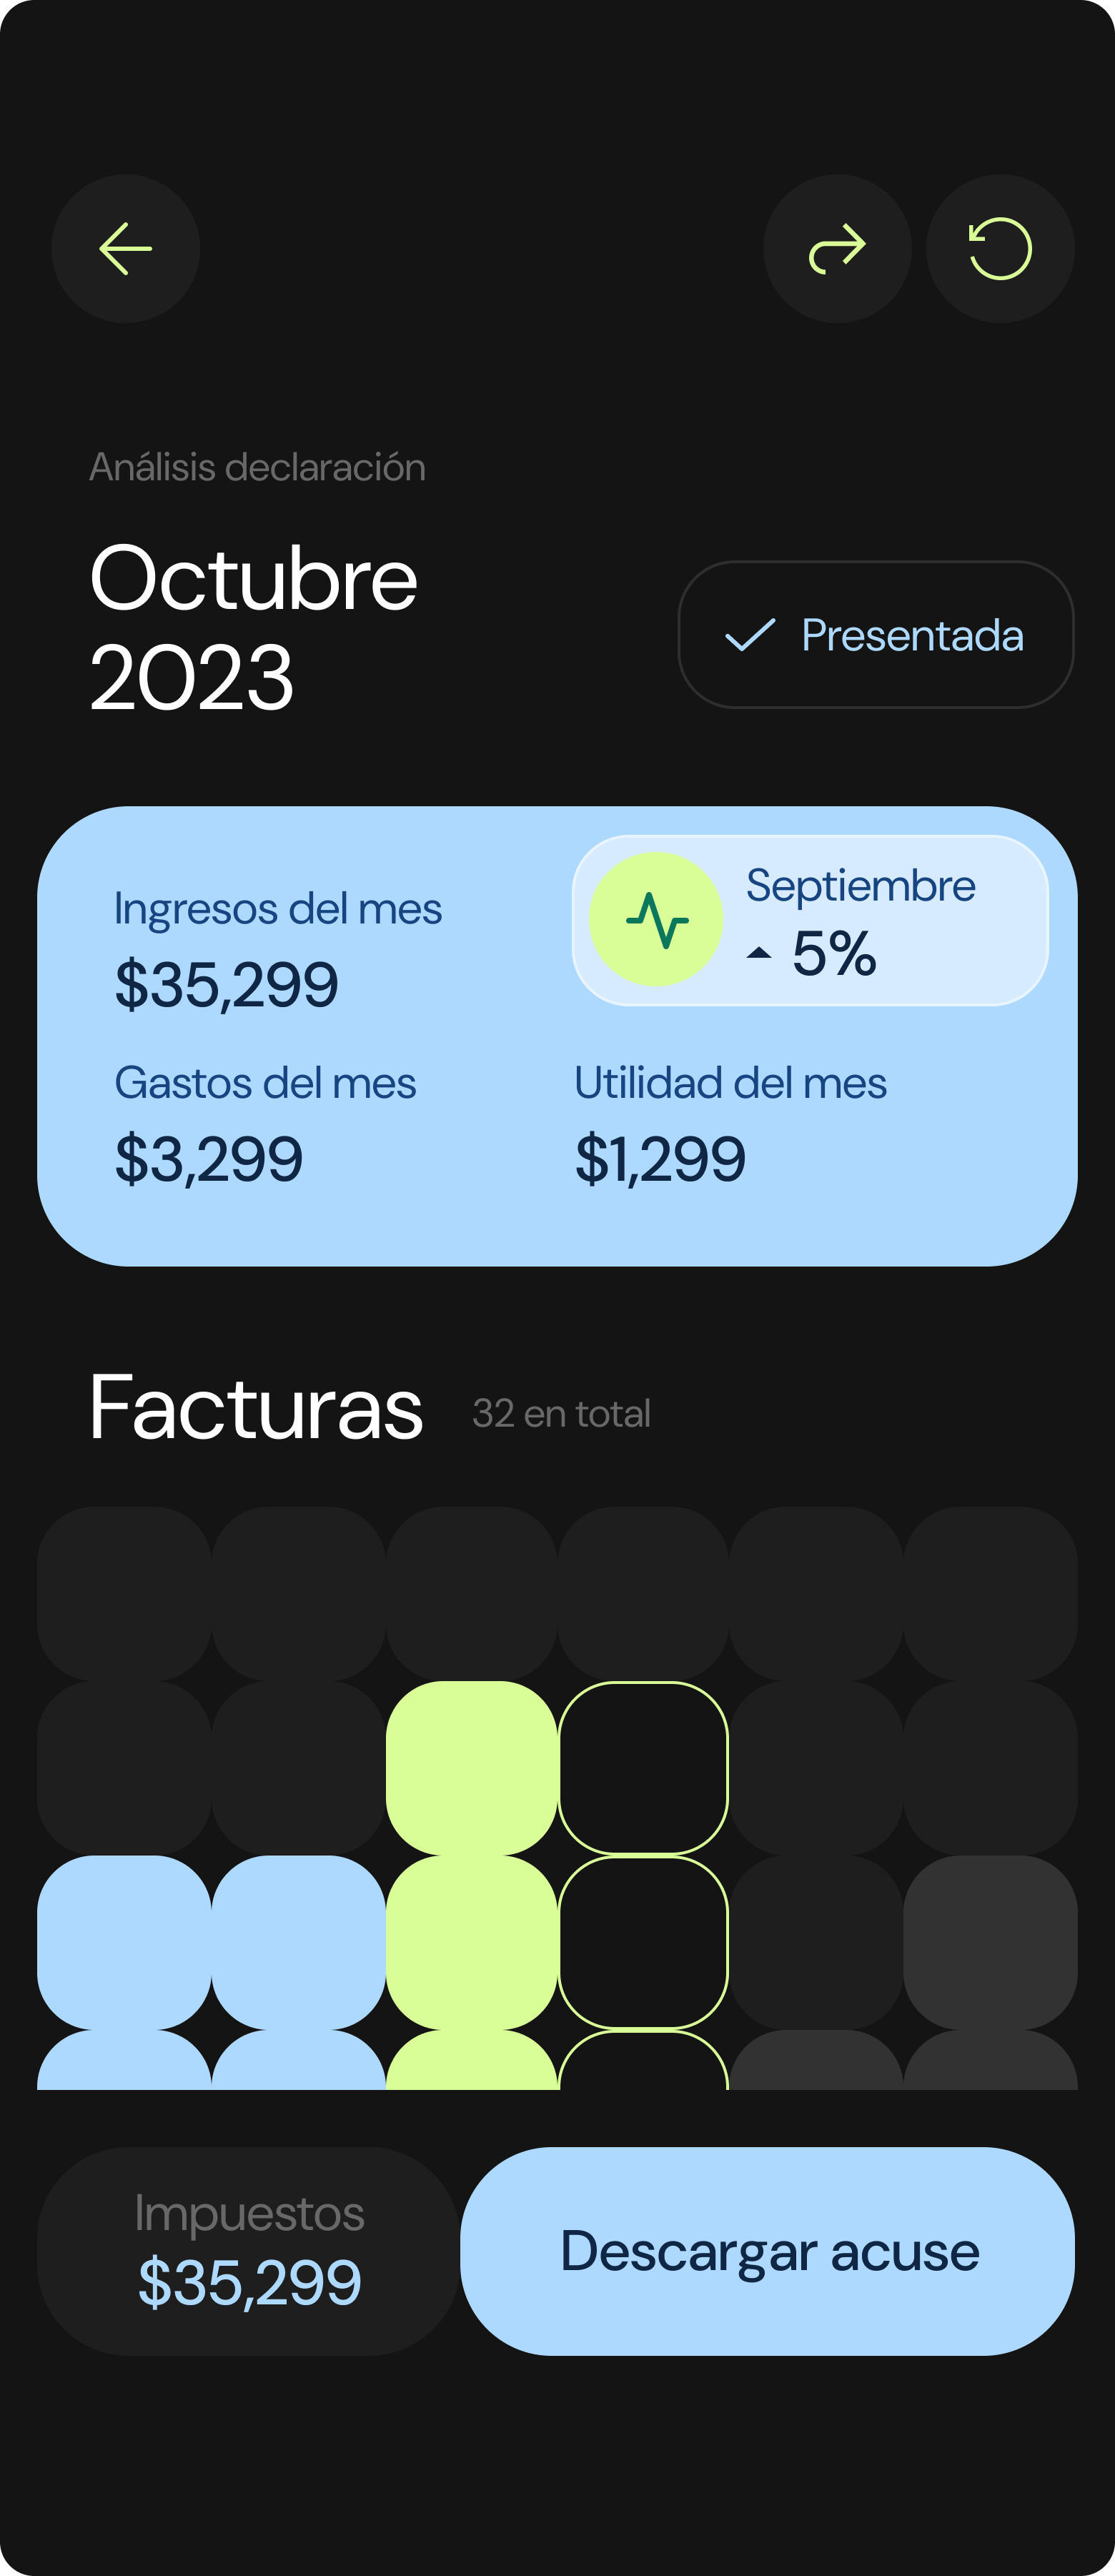 Análisis declaración
Octubre
2023
Presentada
Ingresos del mes
$35,299
Septiembre
5%
Gastos del mes
$3,299
Utilidad del mes
$1,299
Facturas
32 en total
Impuestos
$35,299
Descargar acuse